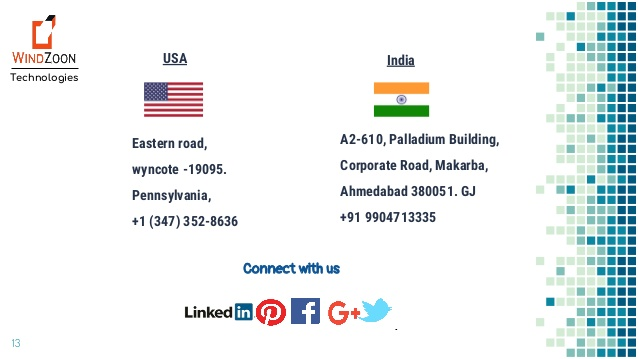 WINDZOON
Technologies
USA
Eastern road,
wyncote -19095.
Pennsylvania,
+1 (347) 352-8636
India
A2-610, Palladium Building,
Corporate Road, Makarba,
Ahmedabad 380051. GJ
+91 9904713335
Connect with us
Linked in f G+
.
13